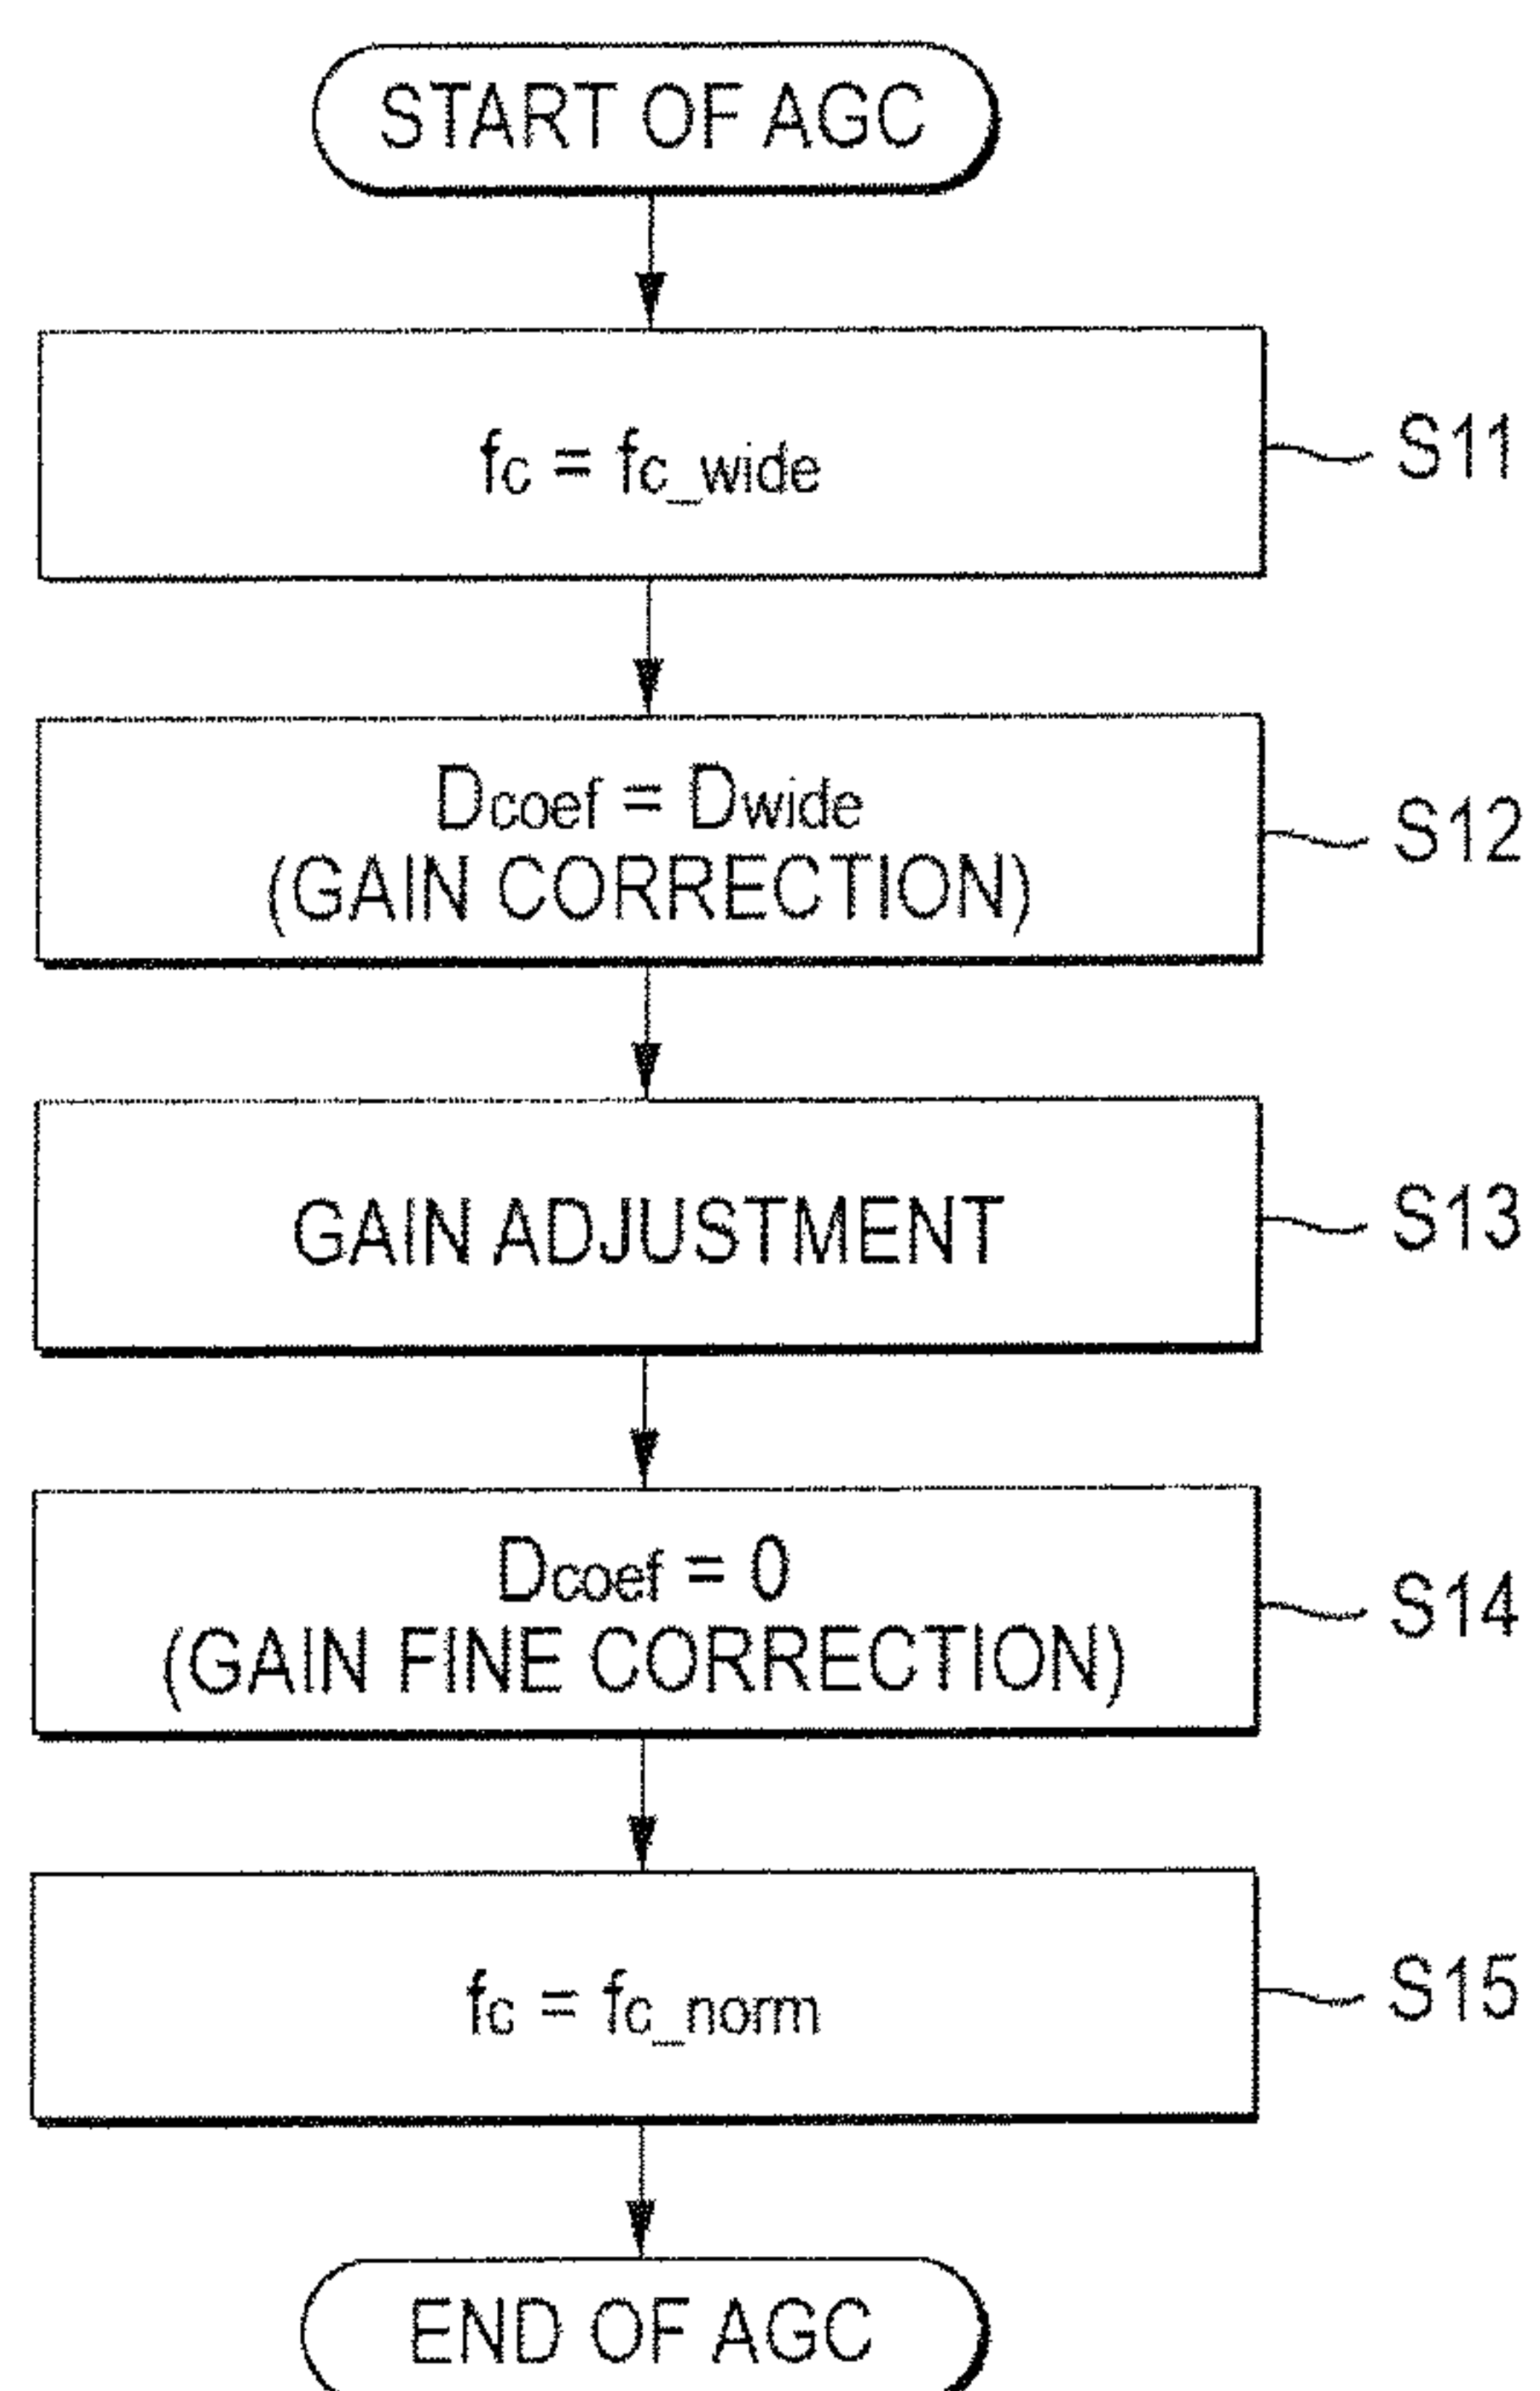 START OF AGC
fc = fc_wide
S11
Dcoef = Dwide
(GAIN CORRECTION)
S12
GAIN ADJUSTMENT
S13
Dcoef = 0
(GAIN FINE CORRECTION)
S14
fc = fc_norm
S15
END OF AGC